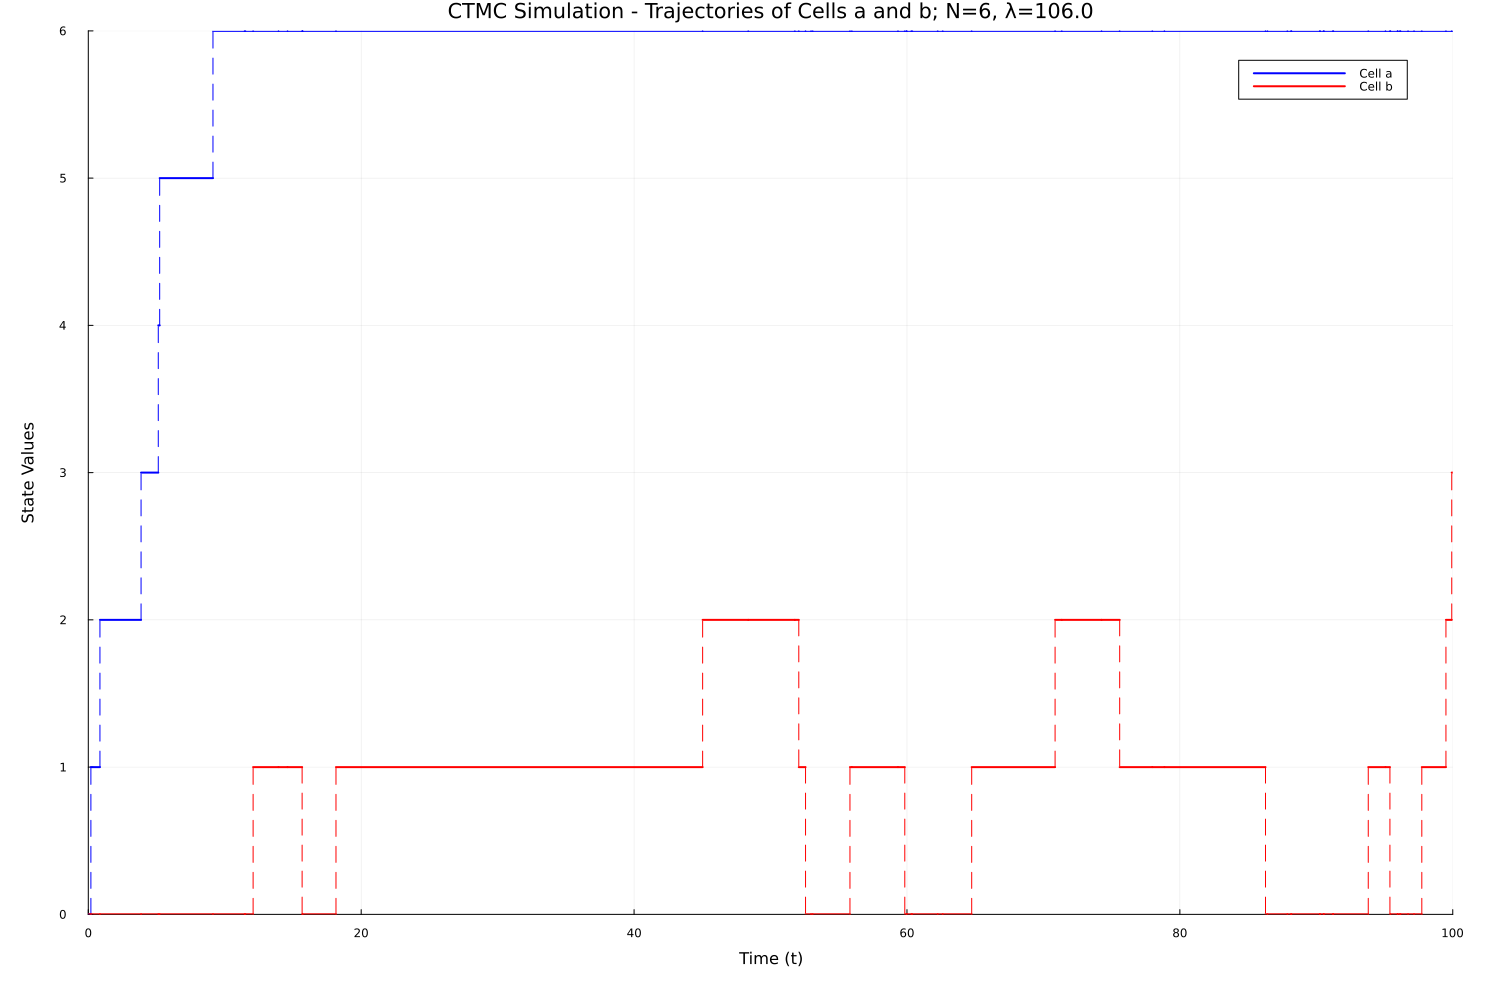 CTMC Simulation - Trajectories of Cells a and b; N=6, λ=106.0
6
Cell a
Cell b
5
4
State Values
3
2
1
0
0 20 40 60 80 100
Time (t)